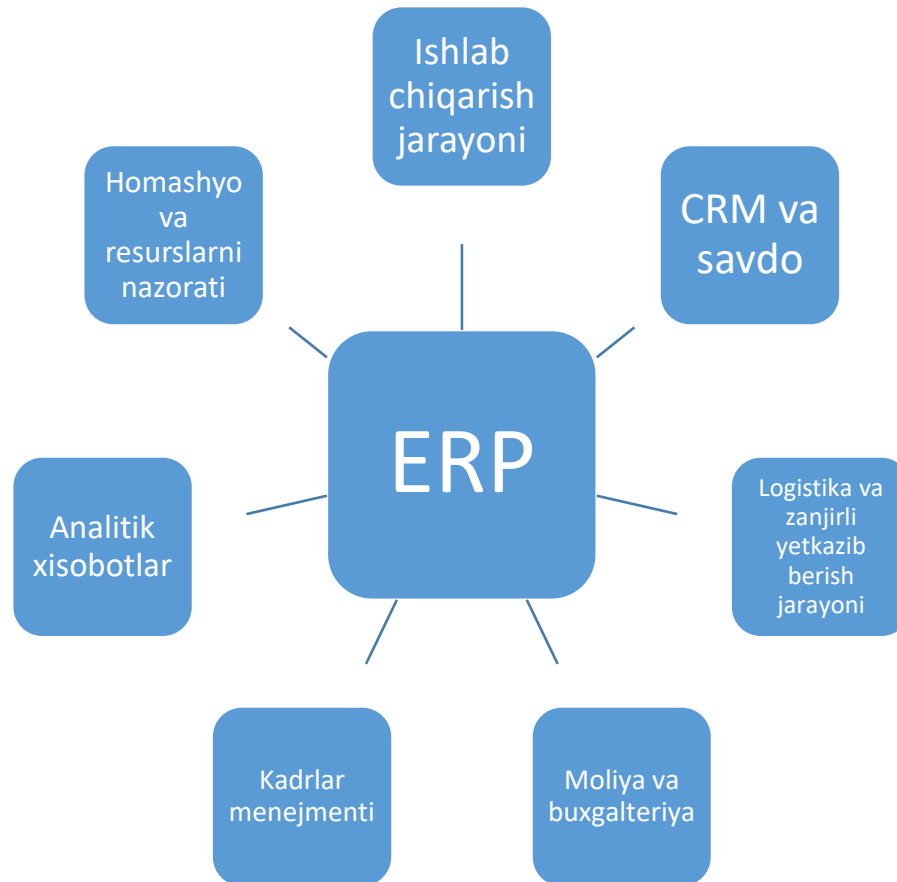 Ishlab
chiqarish
jarayoni
CRM va
savdo
Logistika va
zanjirli
yetkazib
berish
jarayoni
Moliya va
buxgalteriya
Kadrlar
menejmenti
Analitik
xisobotlar
Homashyo
va
resurslarni
nazorati
ERP